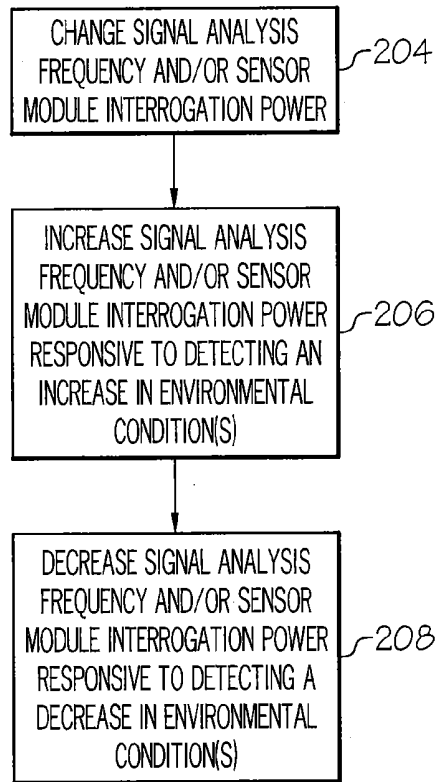 CHANGE SIGNAL ANALYSIS
FREQUENCY AND/OR SENSOR
MODULE INTERROGATION POWER
204
INCREASE SIGNAL ANALYSIS
FREQUENCY AND/OR SENSOR
MODULE INTERROGATION POWER
RESPONSIVE TO DETECTING AN
INCREASE IN ENVIRONMENTAL
CONDITION(S)
206
DECREASE SIGNAL ANALYSIS
FREQUENCY AND/OR SENSOR
MODULE INTERROGATION POWER
RESPONSIVE TO DETECTING A
DECREASE IN ENVIRONMENTAL
CONDITION(S)
208